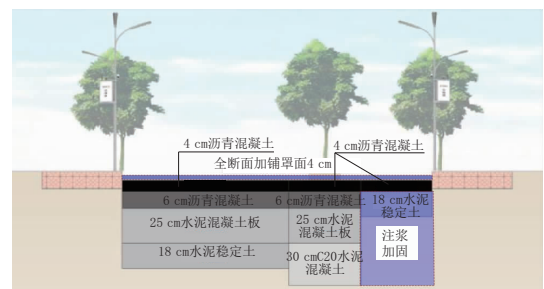 4 cm沥青混凝土
4 cm沥青混凝土
全断面加铺罩面4 cm
6 cm沥青混凝土
6 cm沥青混凝土
18 cm水泥
稳定土
25 cm水泥混凝土板
25 cm水泥
混凝土板
注浆
加固
18 cm水泥稳定土
30 cmC20水泥
混凝土